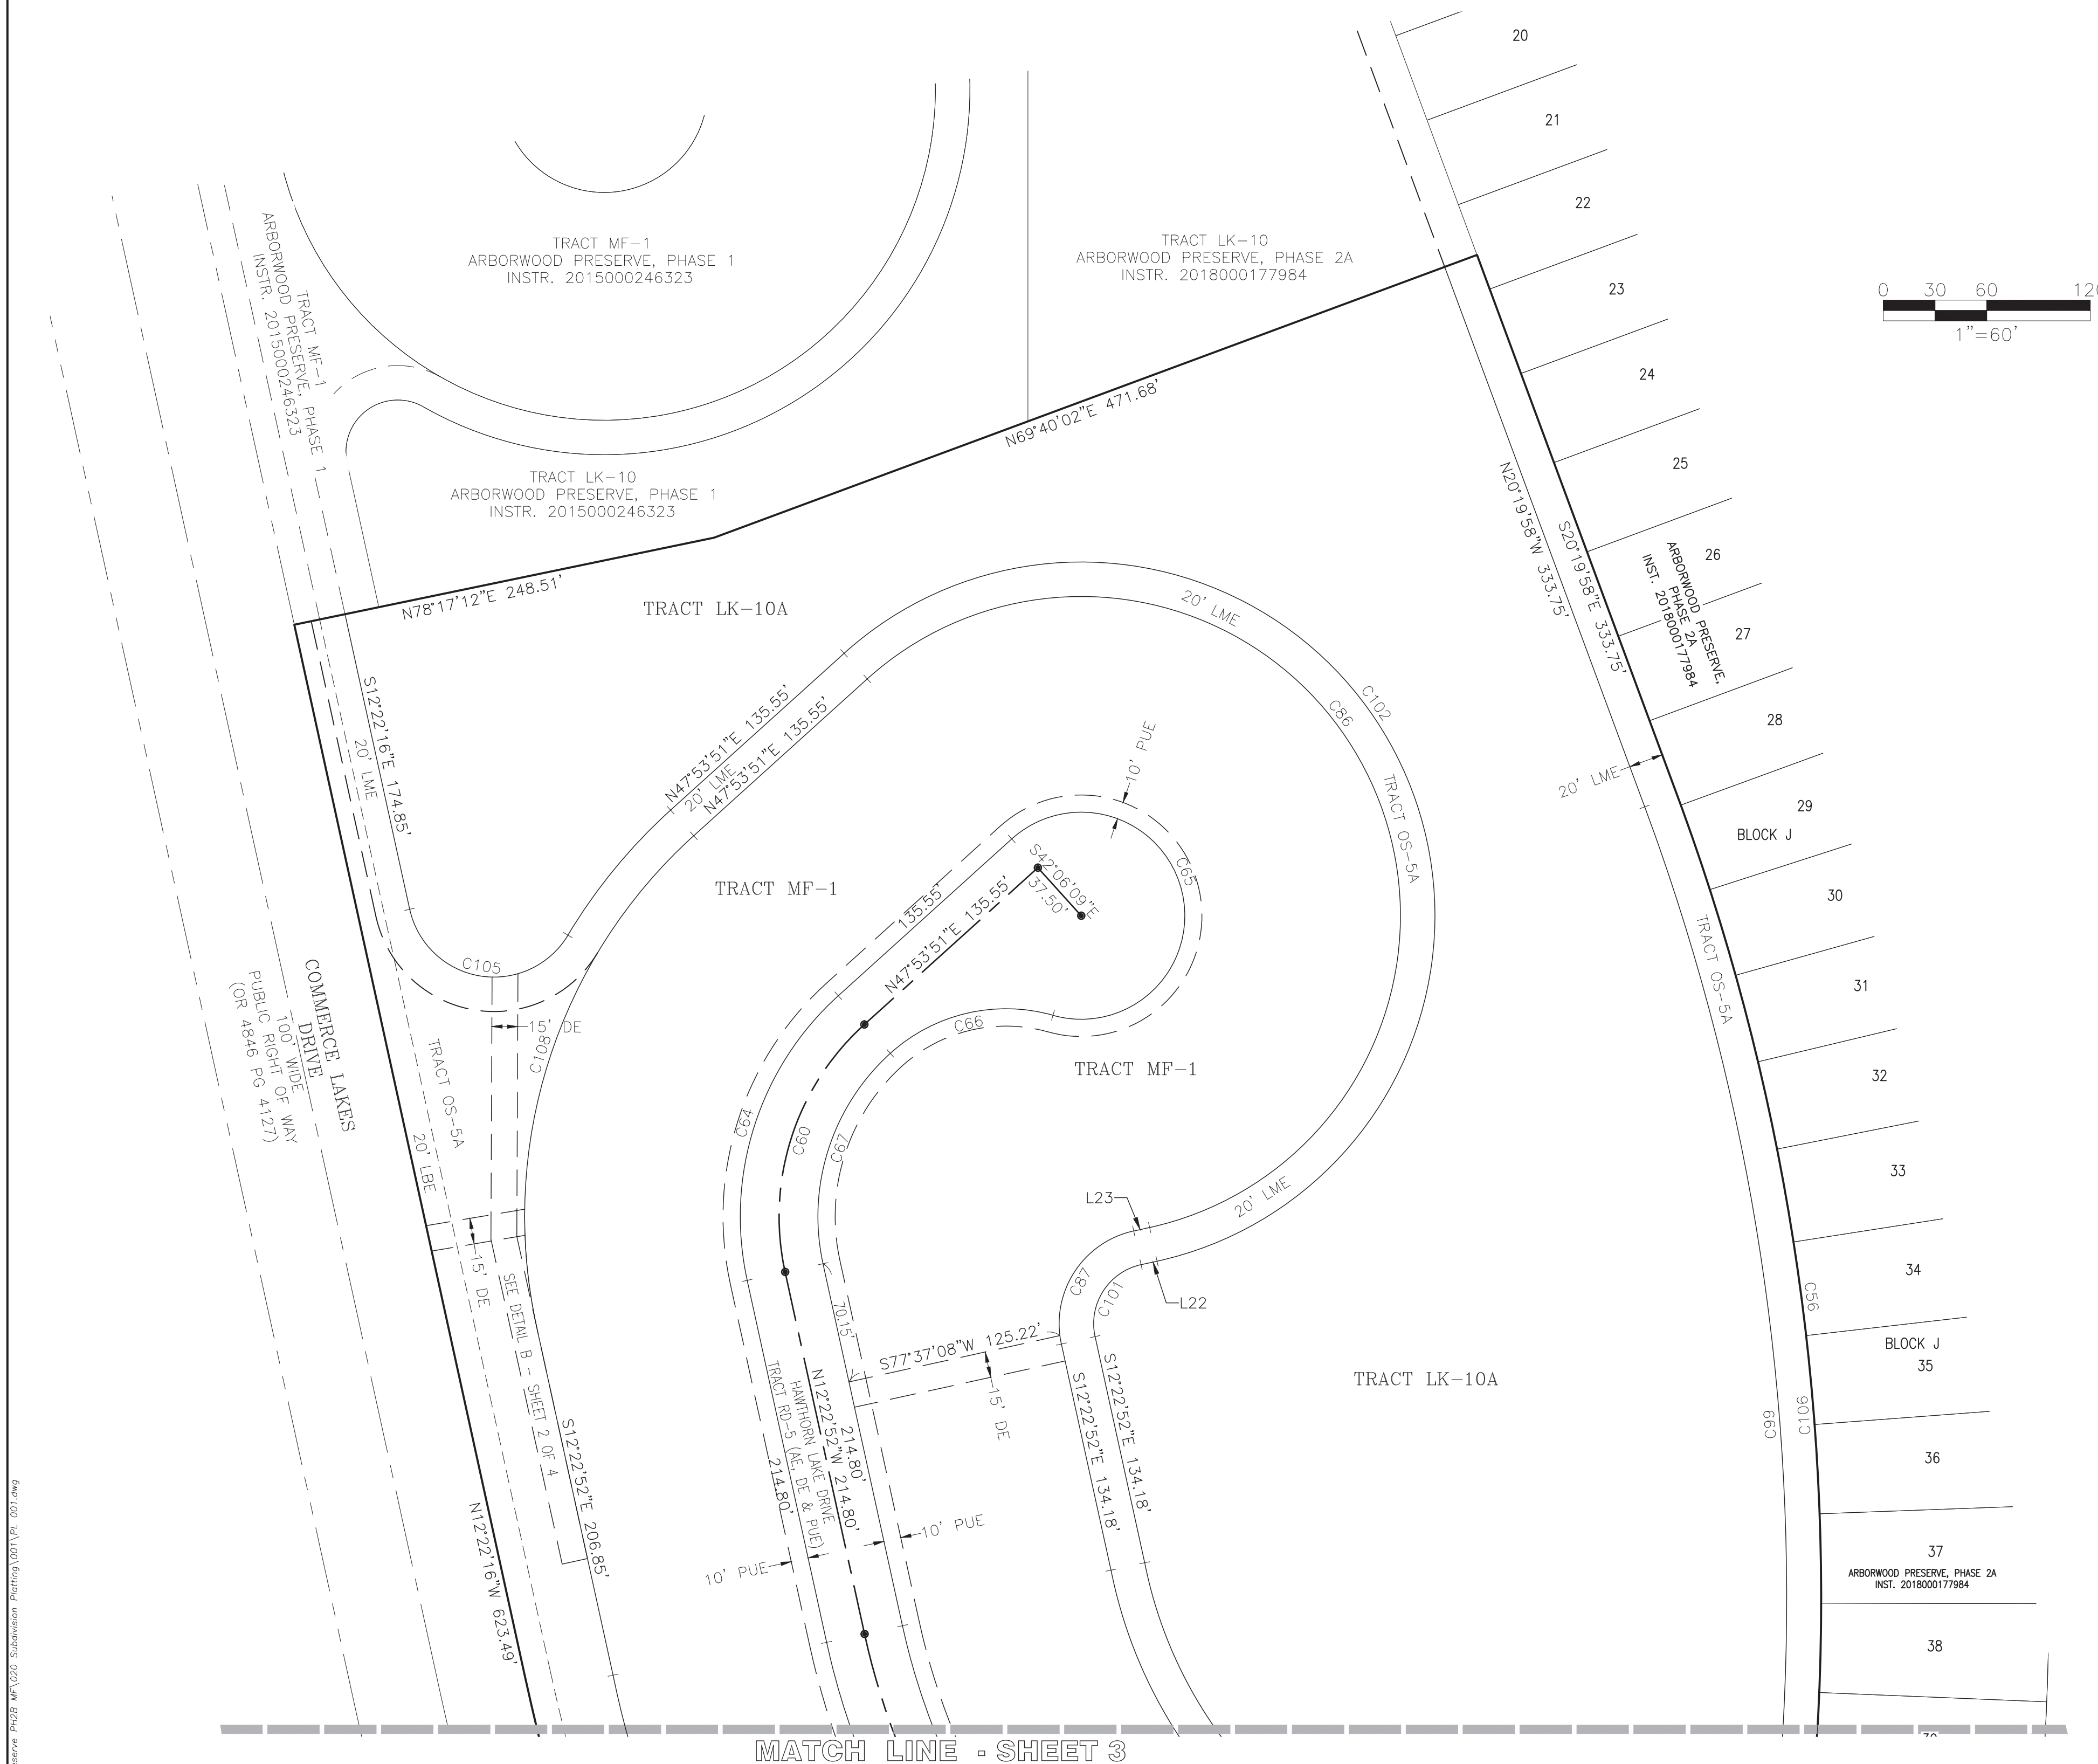 20
21
22
TRACT MF-1
ARBORWOOD PRESERVE, PHASE 1
INSTR. 2015000246323
TRACT LK-10
ARBORWOOD PRESERVE, PHASE 2A
INSTR. 2018000177984
TRACT MF-1
ARBORWOOD PRESERVE, PHASE 1
INSTR. 2015000246323
23
0 30 60
1"=60'
24
N69°40'02"E 471.68'
25
TRACT LK-10
ARBORWOOD PRESERVE, PHASE 1
INSTR. 2015000246323
N20°19'58"W 333.75'
S20°19'58"E 333.75'
26
ARBORWOOD PRESERVE,
PHASE 2A
INST. 2018000177984
27
N78°17'12"E 248.51'
TRACT LK-10A
20' LME
S12°22'16"E 174.85'
20' LME
N47°53'51"E 135.55'
20' LME
N47°53'51"E 135.55'
C102
C86
28
10' PUE
20' LME
29
BLOCK J
TRACT OS-5A
TRACT MF-1
S42°06'09"E
37.50'
C65
135.55'
N47°53'51"E 135.55'
30
TRACT OS-5A
C105
15' DE
C108
C66
COMMERCE LAKES
DRIVE
100' WIDE
PUBLIC RIGHT OF WAY
(OR 4846 PG 4127)
31
TRACT OS-5A
TRACT MF-1
32
C64
C60
C67
20' LBE
33
L23
20' LME
15' DE
SEE DETAIL B - SHEET 2 OF 4
34
C87
C101
L22
C56
70.15'
S77°37'08"W 125.22'
15' DE
BLOCK J
35
TRACT LK-10A
S12°22'52"E 134.18'
S12°22'52"E 134.18'
C99
C106
TRACT RD-5 (AE, DE & PUE)
HAWTHORN LAKE DRIVE
N12°22'52"W 214.80'
214.80'
214.80'
36
S12°22'52"E 206.85'
N12°22'16"W 623.49'
10' PUE
10' PUE
37
ARBORWOOD PRESERVE, PHASE 2A
INST. 2018000177984
38
serve PH2B MF\020 Subdivision Platting\001\PL 001.dwg
MATCH LINE - SHEET 3